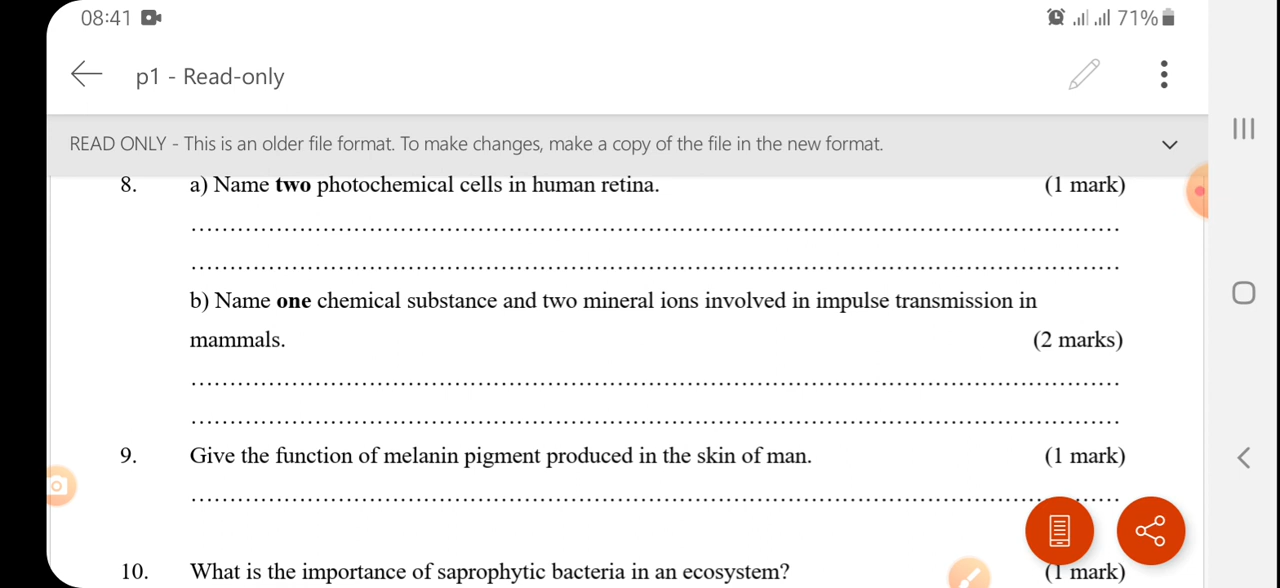 08:41 71%
p1 - Read-only
READ ONLY - This is an older file format. To make changes, make a copy of the file in the new format.
8. a) Name two photochemical cells in human retina. (1 mark)
b) Name one chemical substance and two mineral ions involved in impulse transmission in
mammals. (2 marks)
9. Give the function of melanin pigment produced in the skin of man. (1 mark)
10. What is the importance of saprophytic bacteria in an ecosystem? (1 mark)